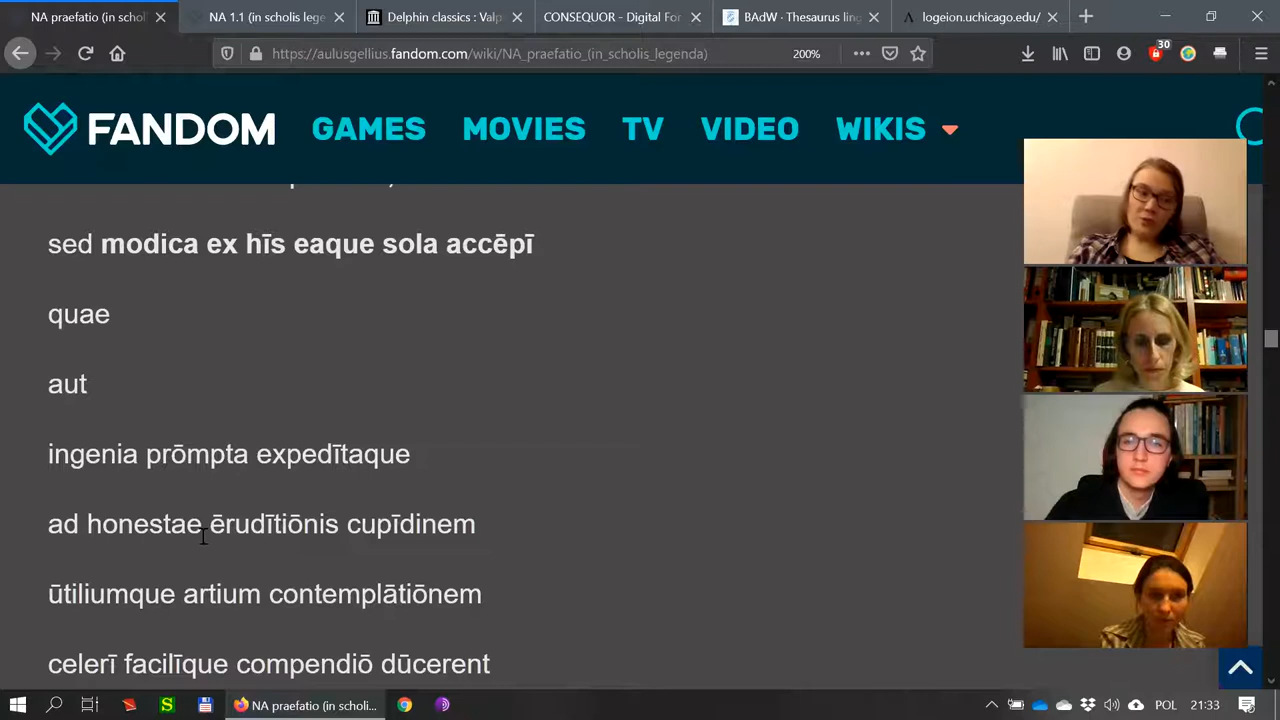 NA praefatio (in schol
NA 1.1 (in scholis lege
Delphin classics : Valp
CONSEQUOR - Digital For
BAdW · Thesaurus ling
logeion.uchicago.edu/
https://aulusgellius.fandom.com/wiki/NA_praefatio_(in_scholis_legenda)
200%
30
FANDOM GAMES MOVIES TV VIDEO WIKIS
sed modica ex hīs eaque sola accēpī
quae
aut
ingenia prōmpta expedītaque
ad honestae ērudītiōnis cupīdinem
ūtiliumque artium contemplātiōnem
celerī facilīque compendiō dūcerent
NA praefatio (in scholi...
POL
21:33